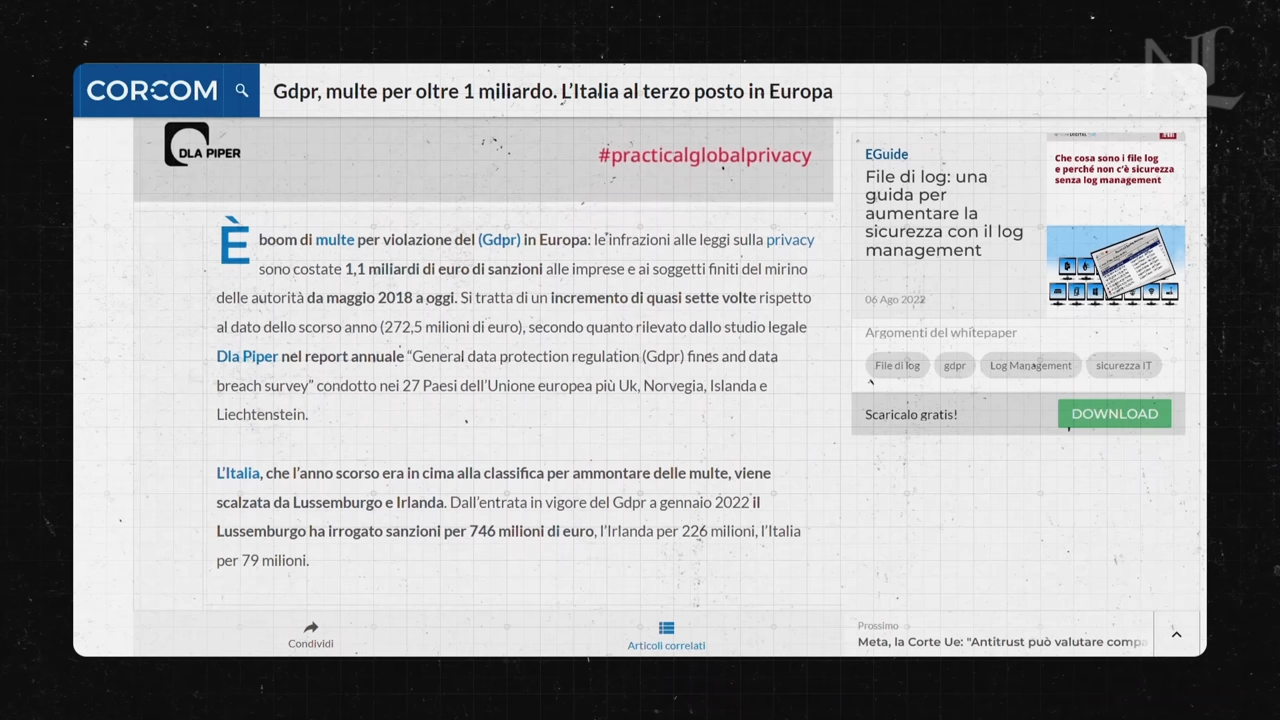 NL
CORCOM
Gdpr, multe per oltre 1 miliardo. L'Italia al terzo posto in Europa
DLA PIPER
#practicalglobalprivacy
È boom di multe per violazione del (Gdpr) in Europa: le infrazioni alle leggi sulla privacy
sono costate 1,1 miliardi di euro di sanzioni alle imprese e ai soggetti finiti del mirino
delle autorità da maggio 2018 a oggi. Si tratta di un incremento di quasi sette volte rispetto
al dato dello scorso anno (272,5 milioni di euro), secondo quanto rilevato dallo studio legale
Dla Piper nel report annuale “General data protection regulation (Gdpr) fines and data
breach survey” condotto nei 27 Paesi dell'Unione europea più Uk, Norvegia, Islanda e
Liechtenstein.
L'Italia, che l'anno scorso era in cima alla classifica per ammontare delle multe, viene
scalzata da Lussemburgo e Irlanda. Dall'entrata in vigore del Gdpr a gennaio 2022 il
Lussemburgo ha irrogato sanzioni per 746 milioni di euro, l'Irlanda per 226 milioni, l'Italia
per 79 milioni.
Condividi
Articoli correlati
EGuide
File di log: una
guida per
aumentare la
sicurezza con il log
management
06 Ago 2022
Che cosa sono i file log
e perché non c'è sicurezza
senza log management
Argomenti del whitepaper
File di log
gdpr
Log Management
sicurezza IT
Scaricalo gratis!
DOWNLOAD
Prossimo
Meta, la Corte Ue: "Antitrust può valutare compa